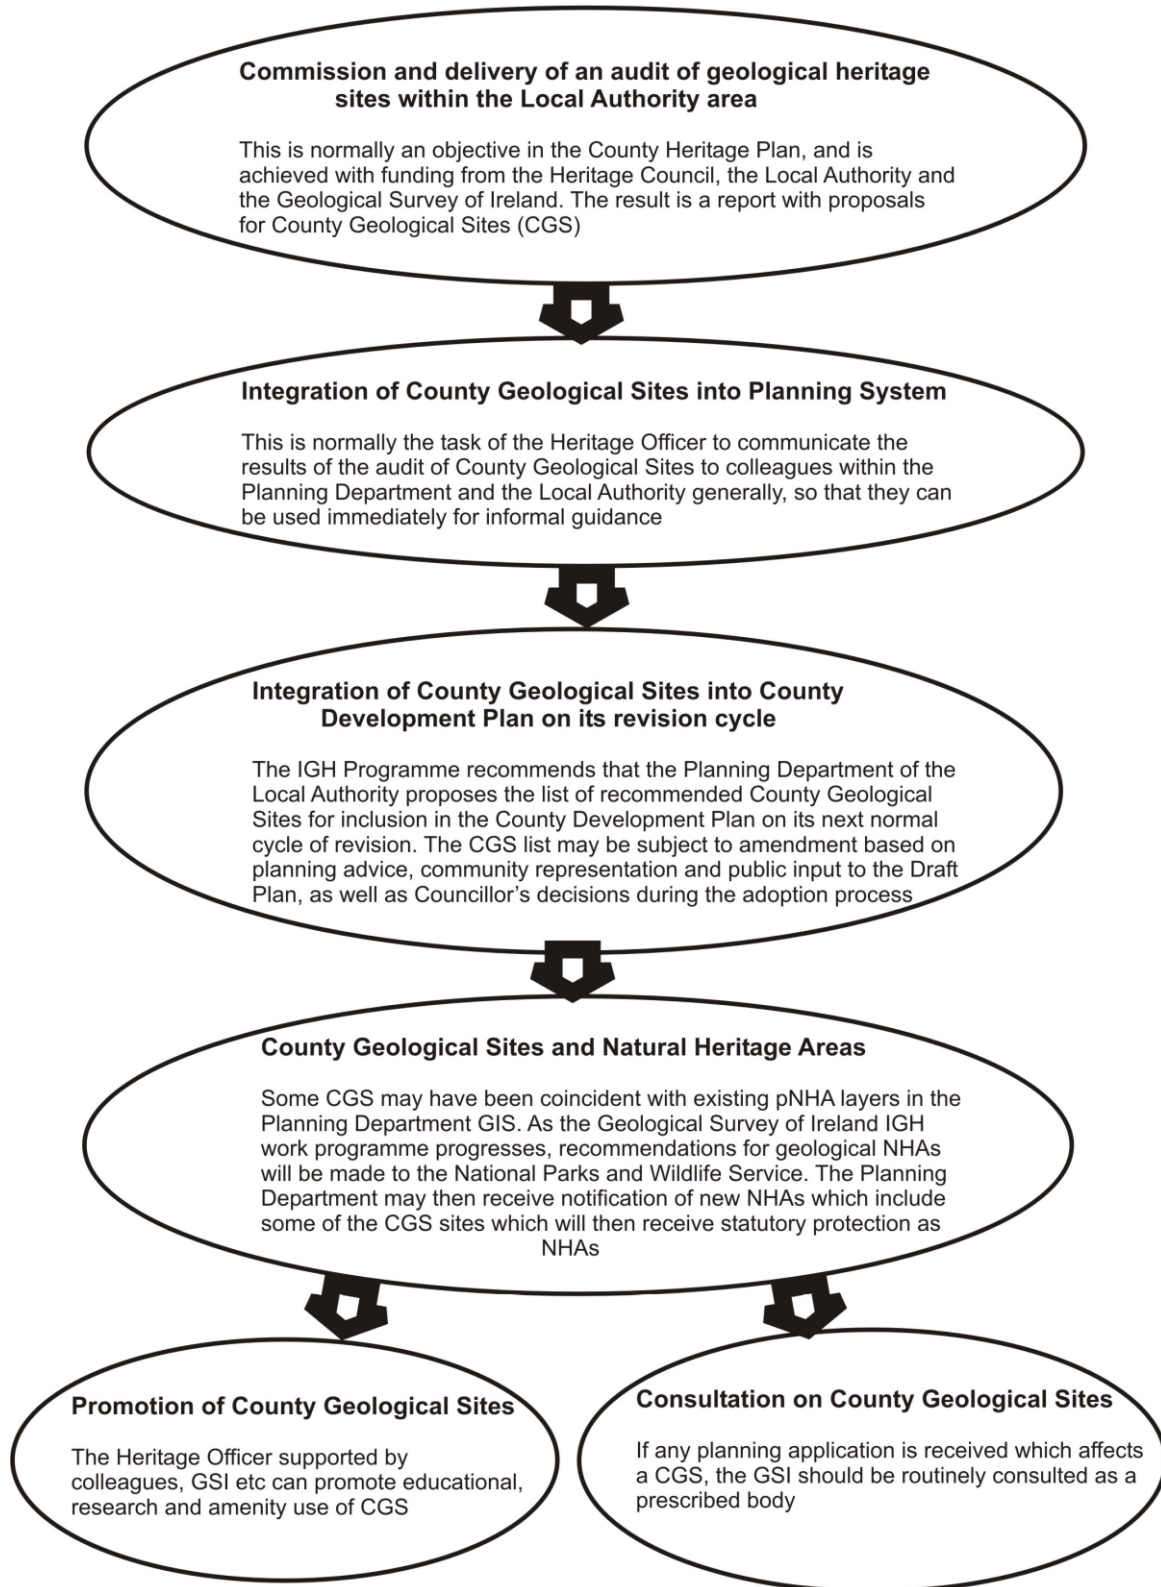 Commission and delivery of an audit of geological heritage
sites within the Local Authority area
This is normally an objective in the County Heritage Plan, and is
achieved with funding from the Heritage Council, the Local Authority and
the Geological Survey of Ireland. The result is a report with proposals
for County Geological Sites (CGS)
Integration of County Geological Sites into Planning System
This is normally the task of the Heritage Officer to communicate the
results of the audit of County Geological Sites to colleagues within the
Planning Department and the Local Authority generally, so that they can
be used immediately for informal guidance
Integration of County Geological Sites into County
Development Plan on its revision cycle
The IGH Programme recommends that the Planning Department of the
Local Authority proposes the list of recommended County Geological
Sites for inclusion in the County Development Plan on its next normal
cycle of revision. The CGS list may be subject to amendment based on
planning advice, community representation and public input to the Draft
Plan, as well as Councillor's decisions during the adoption process
County Geological Sites and Natural Heritage Areas
Some CGS may have been coincident with existing pNHA layers in the
Planning Department GIS. As the Geological Survey of Ireland IGH
work programme progresses, recommendations for geological NHAs
will be made to the National Parks and Wildlife Service. The Planning
Department may then receive notification of new NHAs which include
some of the CGS sites which will then receive statutory protection as
NHAs
Promotion of County Geological Sites
The Heritage Officer supported by
colleagues, GSI etc can promote educational,
research and amenity use of CGS
Consultation on County Geological Sites
If any planning application is received which affects
a CGS, the GSI should be routinely consulted as a
prescribed body